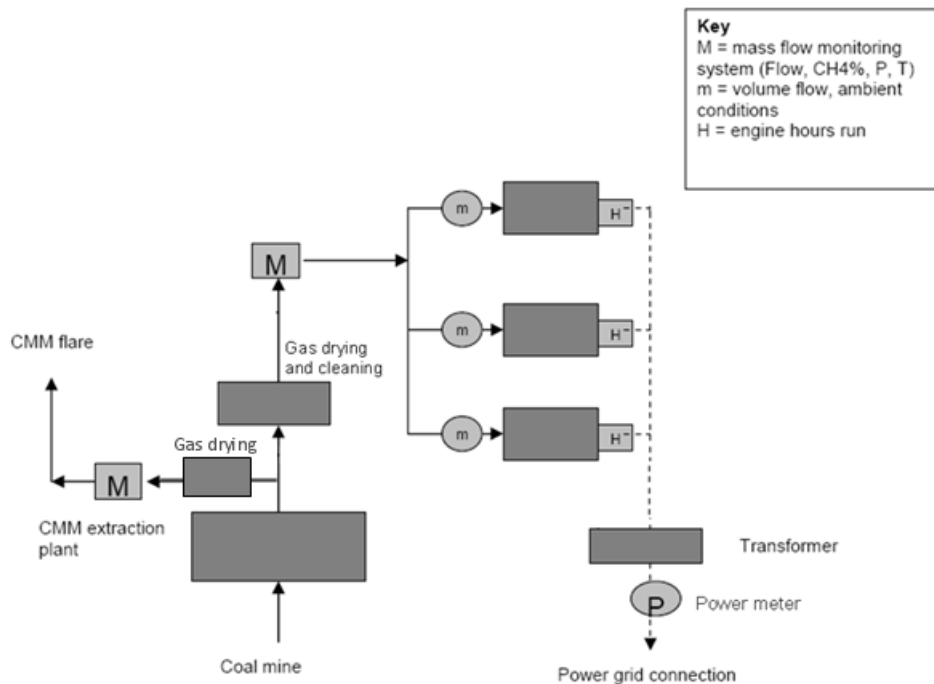 Key
M = mass flow monitoring
system (Flow, CH4%, P, T)
m = volume flow, ambient
conditions
H = engine hours run
m
H
M
CMM flare
Gas drying
and cleaning
m
H
Gas drying
m
H
M
CMM extraction
plant
Transformer
P
Power meter
Coal mine
Power grid connection